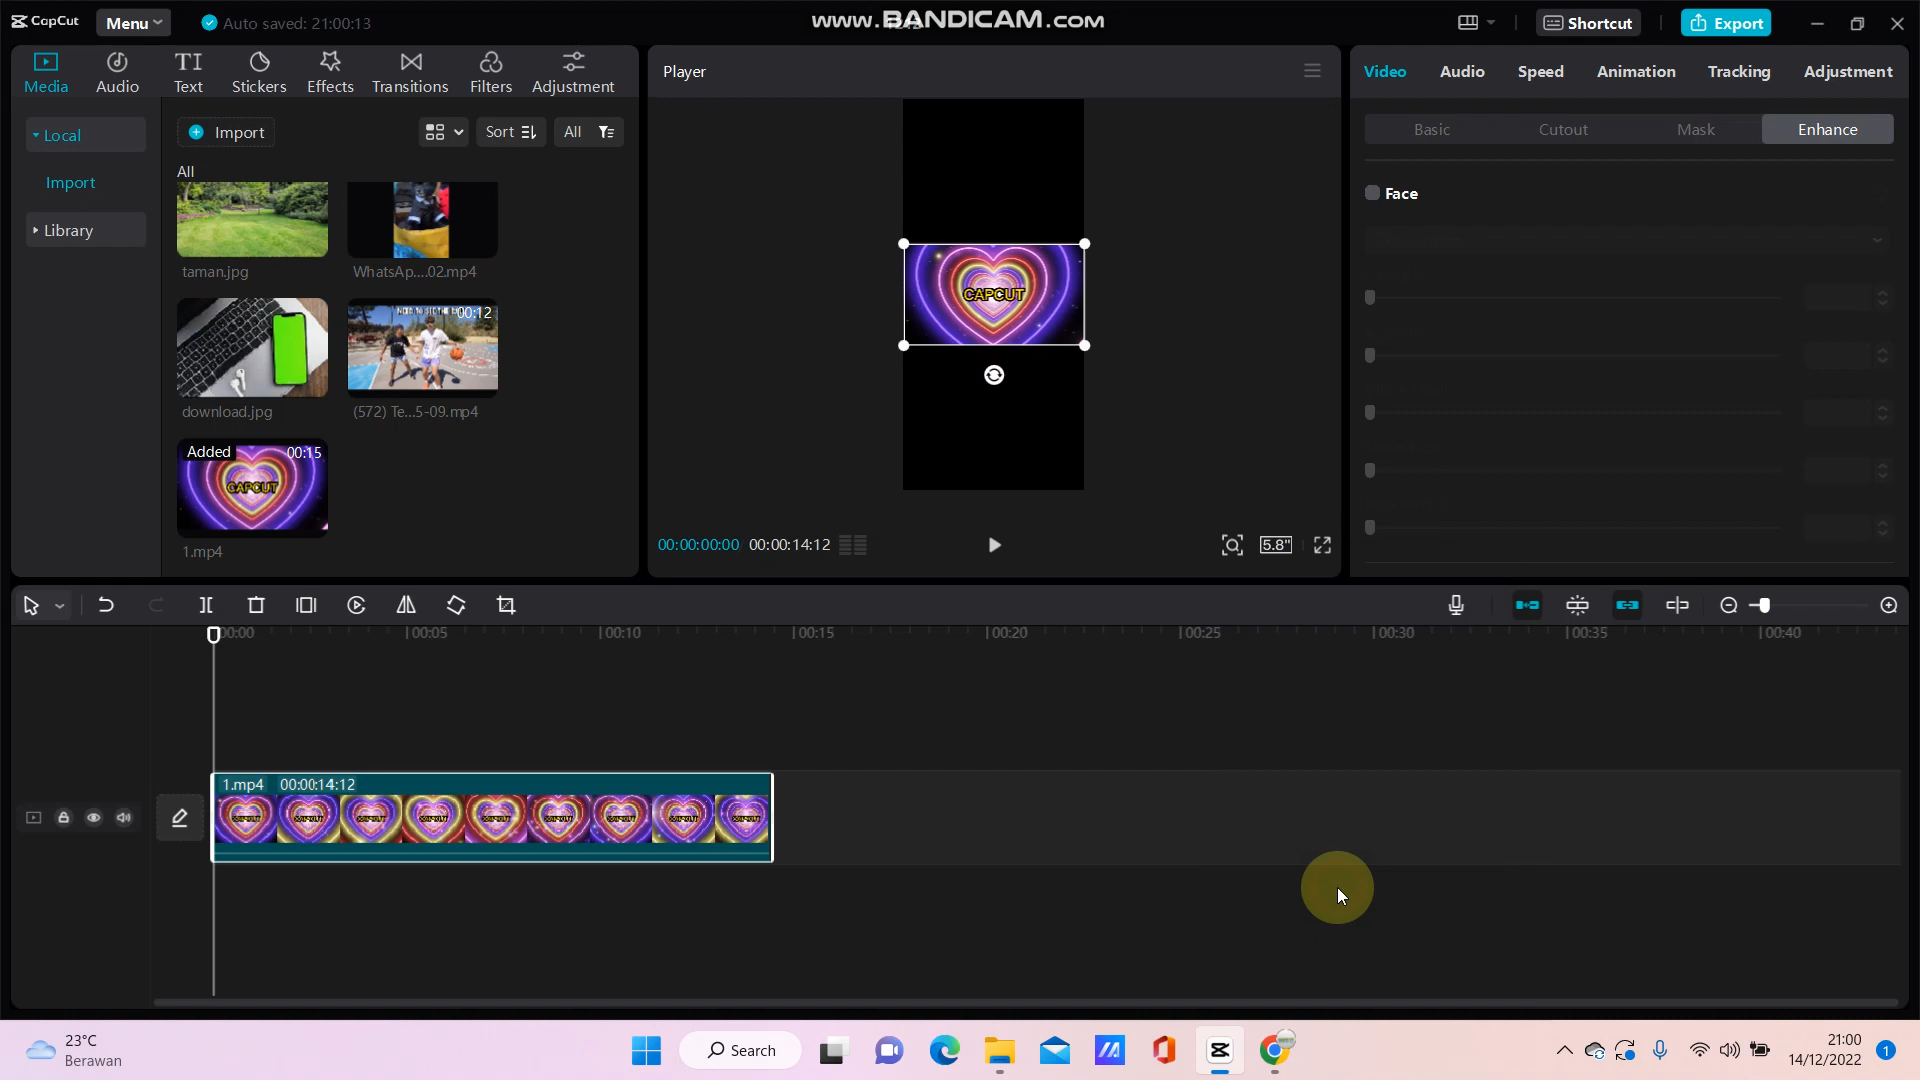 CapCut
Menu
Auto saved: 21:00:13
www.BANDICAM.com
Shortcut
Export
Media
Audio
Text
Stickers
Effects
Transitions
Filters
Adjustment
Player
Video
Audio
Speed
Animation
Tracking
Adjustment
Local
Import
Library
Import
Sort
All
All
taman.jpg
WhatsAp....02.mp4
00:12
download.jpg
(572) Te...5-09.mp4
Added
00:15
CAPCUT
1.mp4
CAPCUT
00:00:00:00
00:00:14:12
5.8"
Basic
Cutout
Mask
Enhance
Face
00:00
00:05
00:10
00:15
00:20
00:25
00:30
00:35
00:40
1.mp4
00:00:14:12
23°C
Berawan
Search
21:00
14/12/2022
1